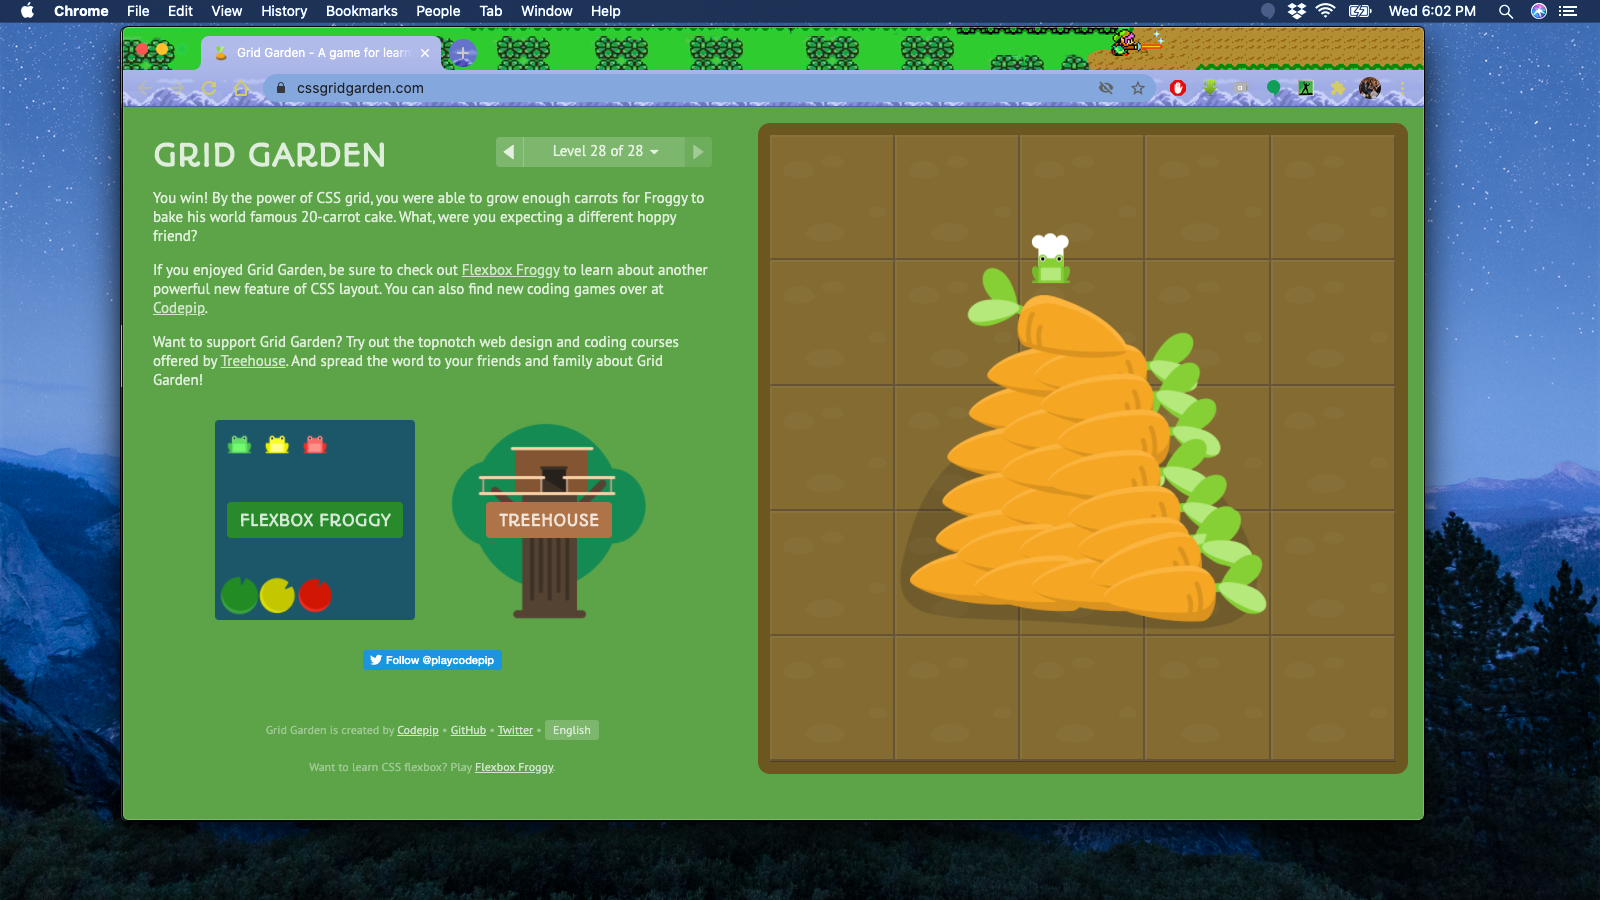 Chrome File Edit View History Bookmarks People Tab Window Help Wed 6:02 PM
Grid Garden - A game for learn
cssgridgarden.com
GRID GARDEN
Level 28 of 28
You win! By the power of CSS grid, you were able to grow enough carrots for Froggy to
bake his world famous 20-carrot cake. What, were you expecting a different hoppy
friend?
If you enjoyed Grid Garden, be sure to check out Flexbox Froggy to learn about another
powerful new feature of CSS layout. You can also find new coding games over at
Codepip.
Want to support Grid Garden? Try out the topnotch web design and coding courses
offered by Treehouse. And spread the word to your friends and family about Grid
Garden!
FLEXBOX FROGGY
TREEHOUSE
Follow @playcodepip
Grid Garden is created by Codepip • GitHub • Twitter • English
Want to learn CSS flexbox? Play Flexbox Froggy.